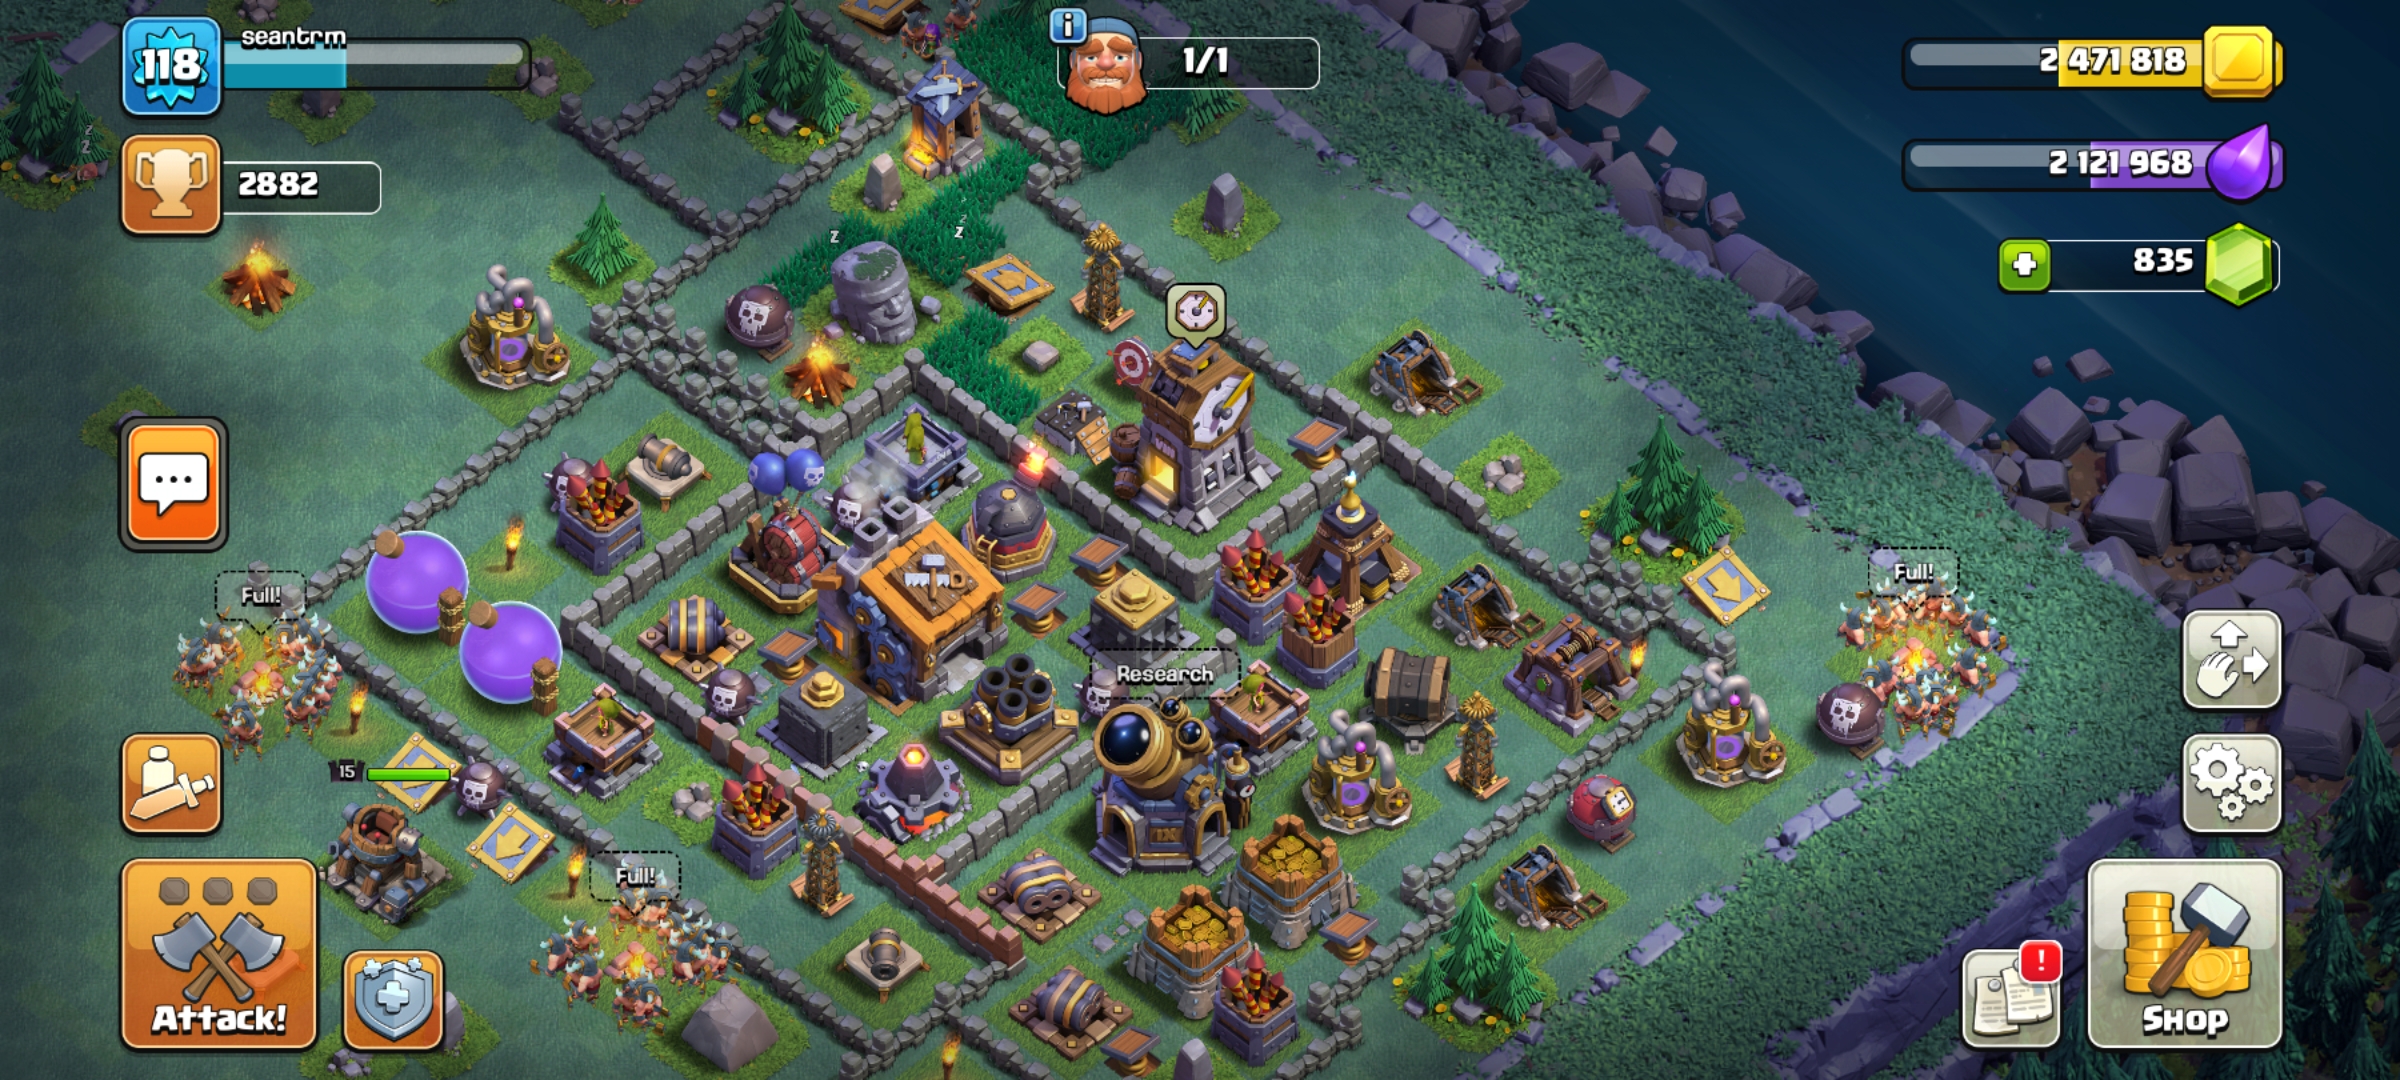 118
seantrm
2882
1/1
2 471 818
2 121 968
835
z
z
z
z
z
Full!
Full!
Research
15
Full!
Attack!
!
Shop